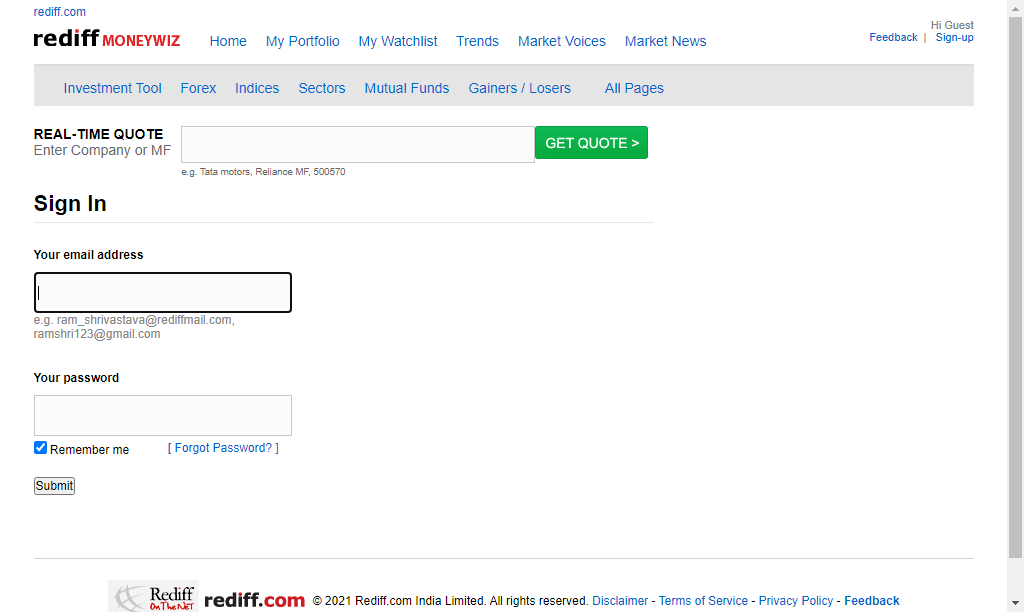 rediff.com
rediff MONEYWIZ Home My Portfolio My Watchlist Trends Market Voices Market News
Hi Guest
Feedback | Sign-up
Investment Tool Forex Indices Sectors Mutual Funds Gainers / Losers All Pages
REAL-TIME QUOTE
Enter Company or MF
GET QUOTE >
e.g. Tata motors, Reliance MF, 500570
Sign In
Your email address
e.g. ram_shrivastava@rediffmail.com,
ramshri123@gmail.com
Your password
Remember me [ Forgot Password? ]
Submit
Rediff
On The NeT
rediff.com © 2021 Rediff.com India Limited. All rights reserved. Disclaimer - Terms of Service - Privacy Policy - Feedback